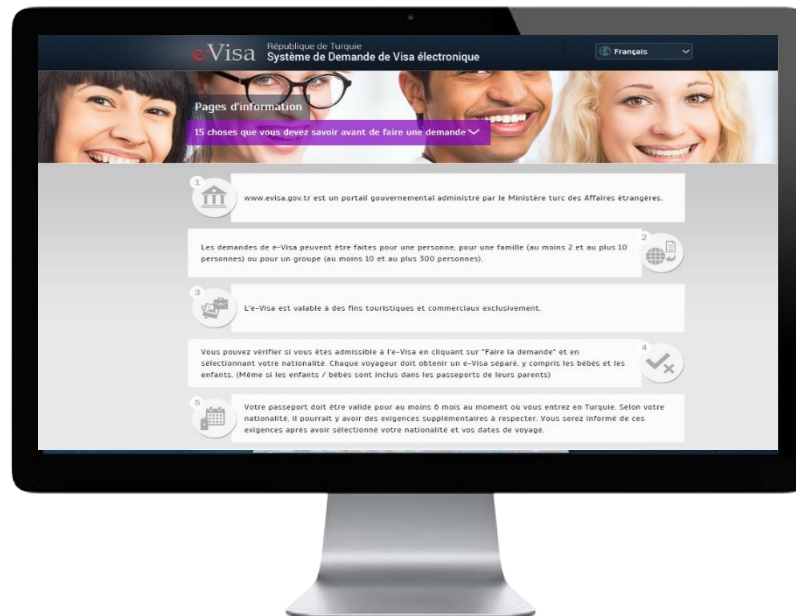 e-Visa
République de Turquie
Système de Demande de Visa électronique
Français
Pages d'information
15 choses que vous devez savoir avant de faire une demande
1
www.evisa.gov.tr est un portail gouvernemental administré par le Ministère turc des Affaires étrangères.
Les demandes de e-Visa peuvent être faites pour une personne, pour une famille (au moins 2 et au plus 10
personnes) ou pour un groupe (au moins 10 et au plus 300 personnes).
2
3
L'e-Visa est valable à des fins touristiques et commerciaux exclusivement.
Vous pouvez vérifier si vous êtes admissible à l'e-Visa en cliquant sur "Faire la demande" et en
sélectionnant votre nationalité. Chaque voyageur doit obtenir un e-Visa séparé, y compris les bébés et les
enfants. (Même si les enfants / bébés sont inclus dans les passeports de leurs parents)
4
5
Votre passeport doit être valide pour au moins 6 mois au moment où vous entrez en Turquie. Selon votre
nationalité, il pourrait y avoir des exigences supplémentaires à respecter. Vous serez informé de ces
exigences après avoir sélectionné votre nationalité et vos dates de voyage.